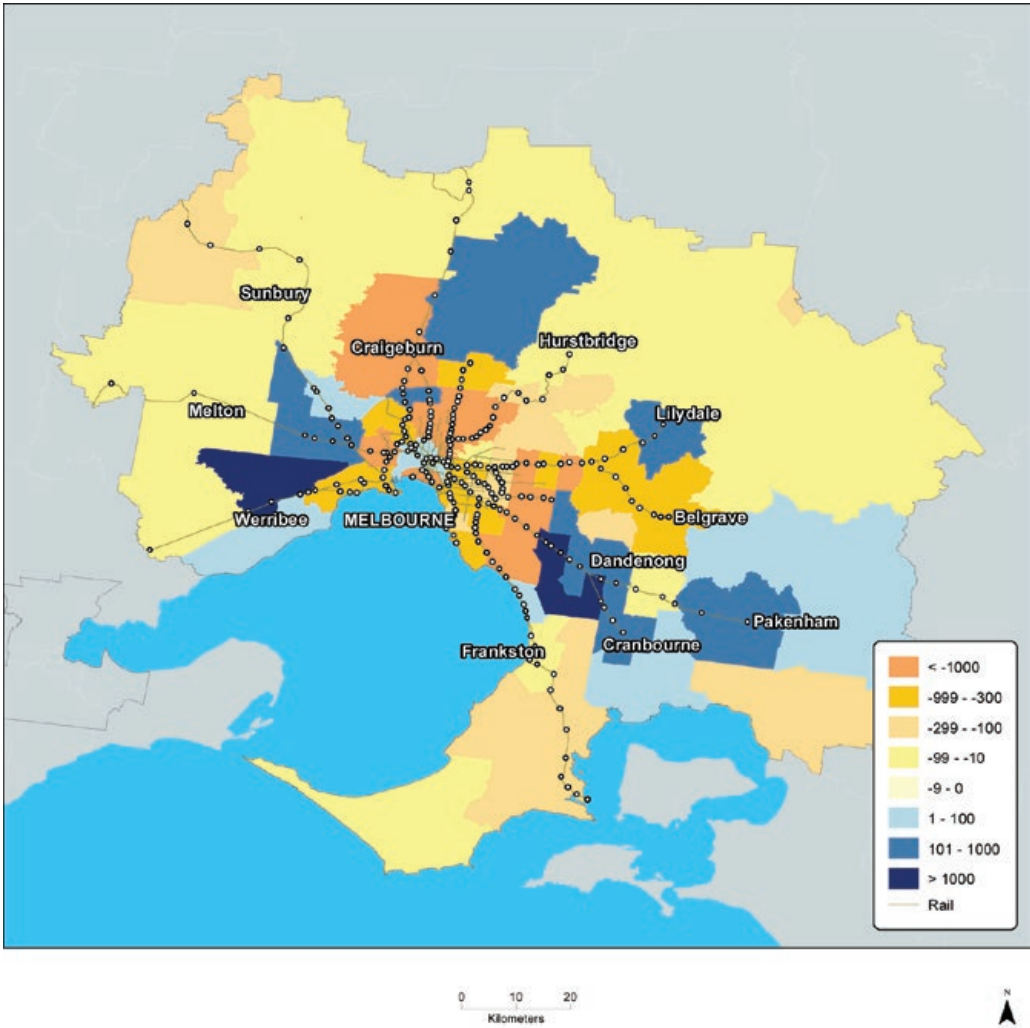 Sunbury
Craigeburn
Hurstbridge
Melton
Lilydale
Werribee
MELBOURNE
Belgrave
Dandenong
Pakenham
Cranbourne
Frankston
< -1000
-999 - -300
-299 - -100
-99 - -10
-9 - 0
1 - 100
101 - 1000
> 1000
Rail
0 10 20
Kilometers
N